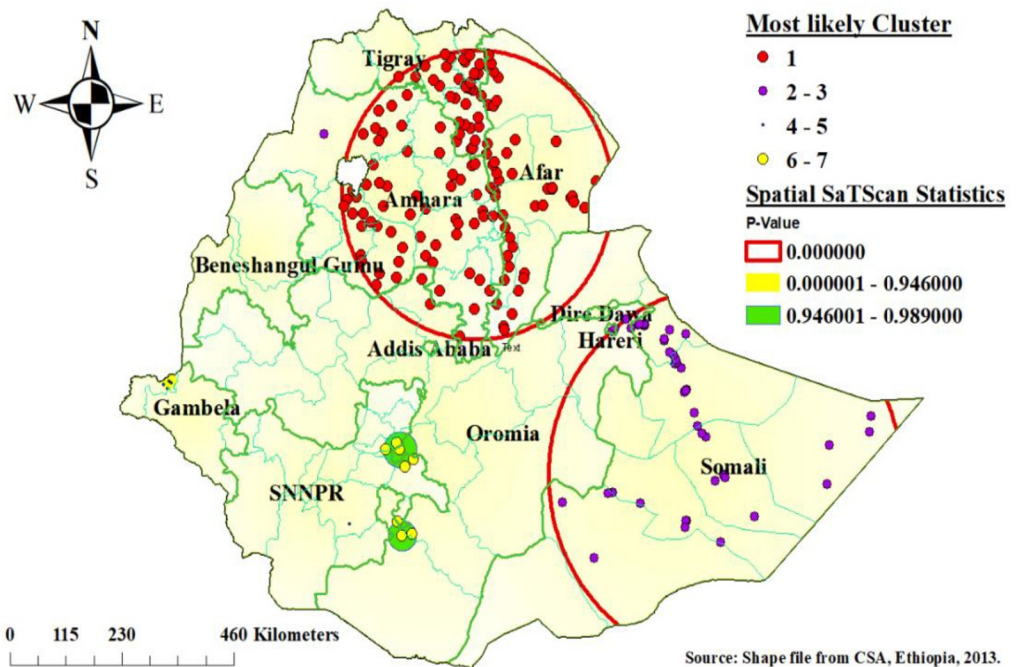 N
W
E
S
Most likely Cluster
1
2 - 3
4 - 5
6 - 7
Spatial SaTScan Statistics
P-Value
0.000000
0.000001 - 0.946000
0.946001 - 0.989000
Tigray
Afar
Amhara
Beneshangul Gumu
Dire Dawa
Hareri
Addis Ababa
Text
Gambela
Oromia
Somali
SNNPR
0 115 230 460 Kilometers
Source: Shape file from CSA, Ethiopia, 2013.